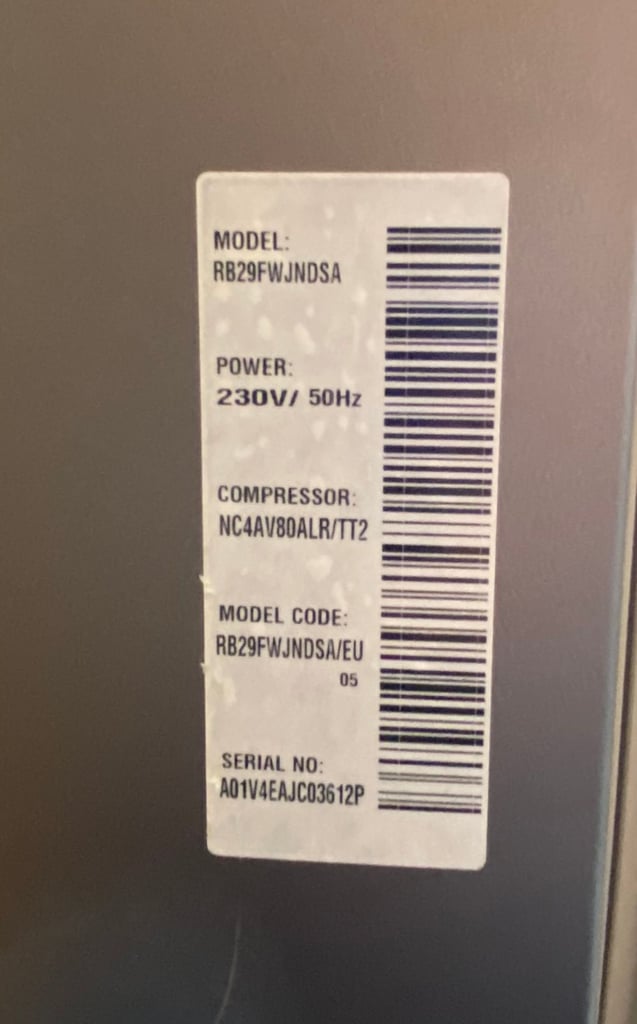 MODEL:
RB29FWJNDSA
POWER:
230V/ 50Hz
COMPRESSOR:
NC4AV80ALR/TT2
MODEL CODE:
RB29FWJNDSA/EU
05
SERIAL NO:
A01V4EAJC03612P